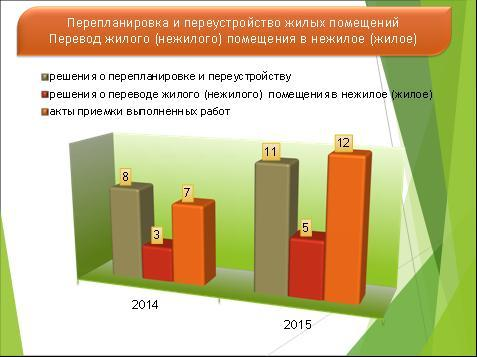 Перепланировка и переустройство жилых помещений
Перевод жилого (нежилого) помещения в нежилое (жилое)
решения о перепланировке и переустройству
решения о переводе жилого (нежилого) помещения в нежилое (жилое)
акты приемки выполненных работ
8
3
7
11
5
12
2014
2015